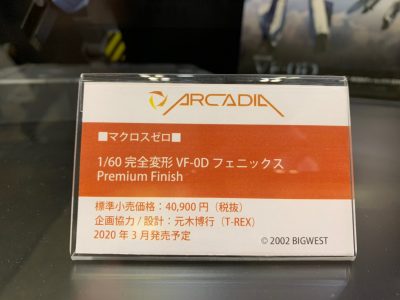 ARCADIA
■マクロスゼロ■
1/60 完全変形 VF-0D フェニックス
Premium Finish
標準小売価格：40,900円（税抜）
企画協力 / 設計：元木博行（T-REX）
2020年3月発売予定
© 2002 BIGWEST